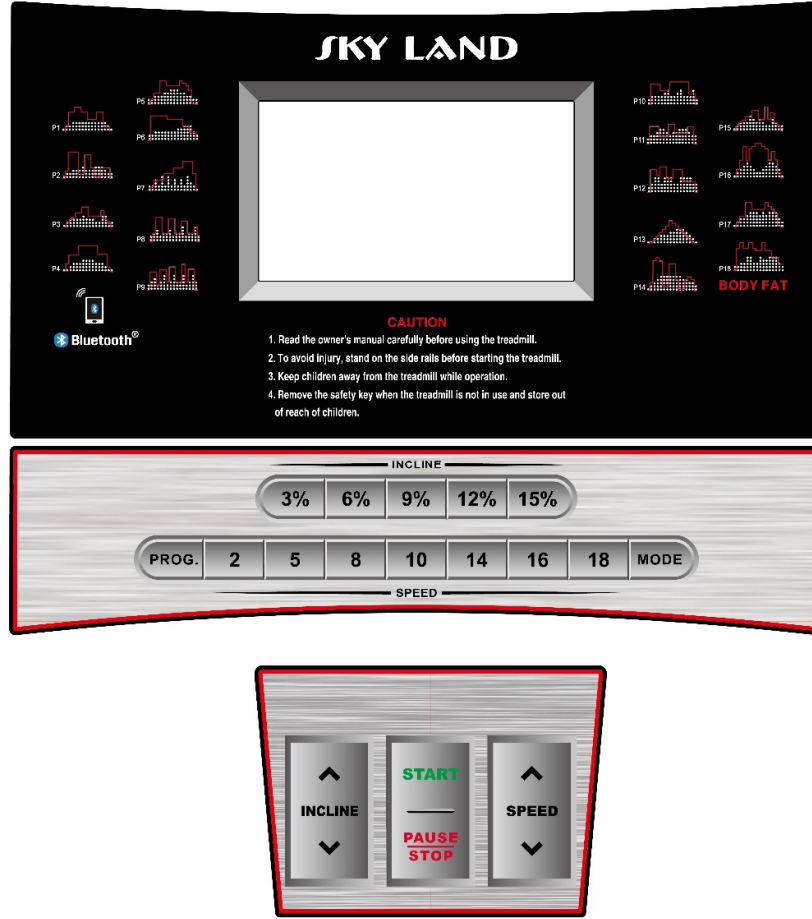 SKY LAND
P1
P2
P3
P4
P5
P6
P7
P8
P9
P10
P11
P12
P13
P14
P15
P16
P17
P18
BODY FAT
Bluetooth®
CAUTION
1. Read the owner's manual carefully before using the treadmill.
2. To avoid injury, stand on the side rails before starting the treadmill.
3. Keep children away from the treadmill while operation.
4. Remove the safety key when the treadmill is not in use and store out
of reach of children.
INCLINE
3% 6% 9% 12% 15%
PROG. 2 5 8 10 14 16 18 MODE
SPEED
INCLINE
START
PAUSE
STOP
SPEED